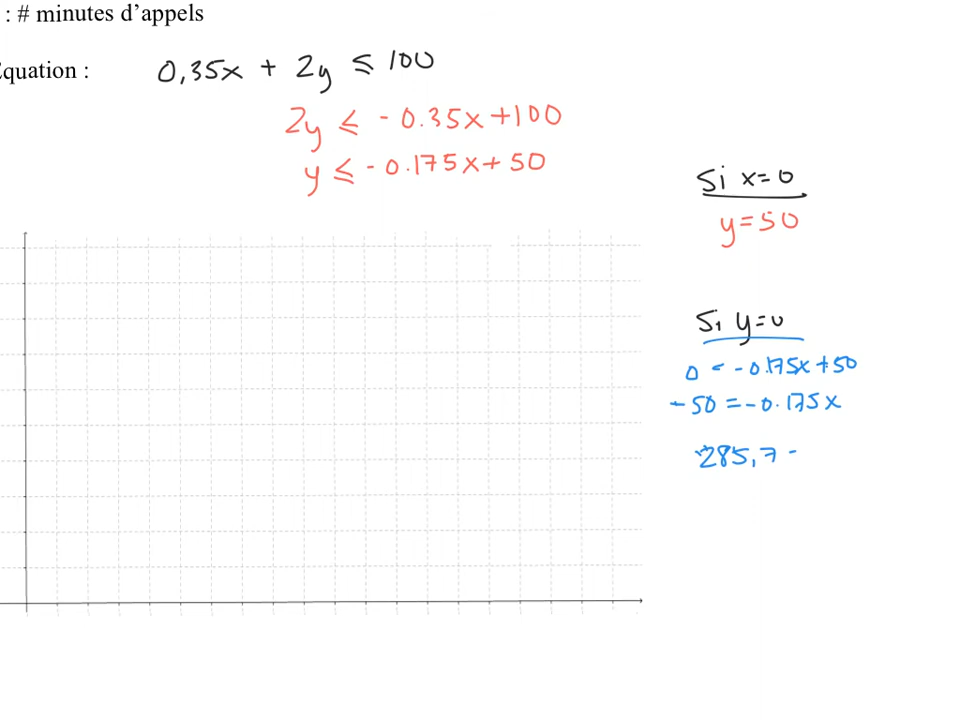 : # minutes d’appels
Equation : 0,35x + 2y ≤ 100
2y ≤ - 0.35x+100
y ≤ - 0.175x+ 50
Si x=0
y=50
Si y=0
0 = -0.175x+50
-50 =-0.175x
285,7 =